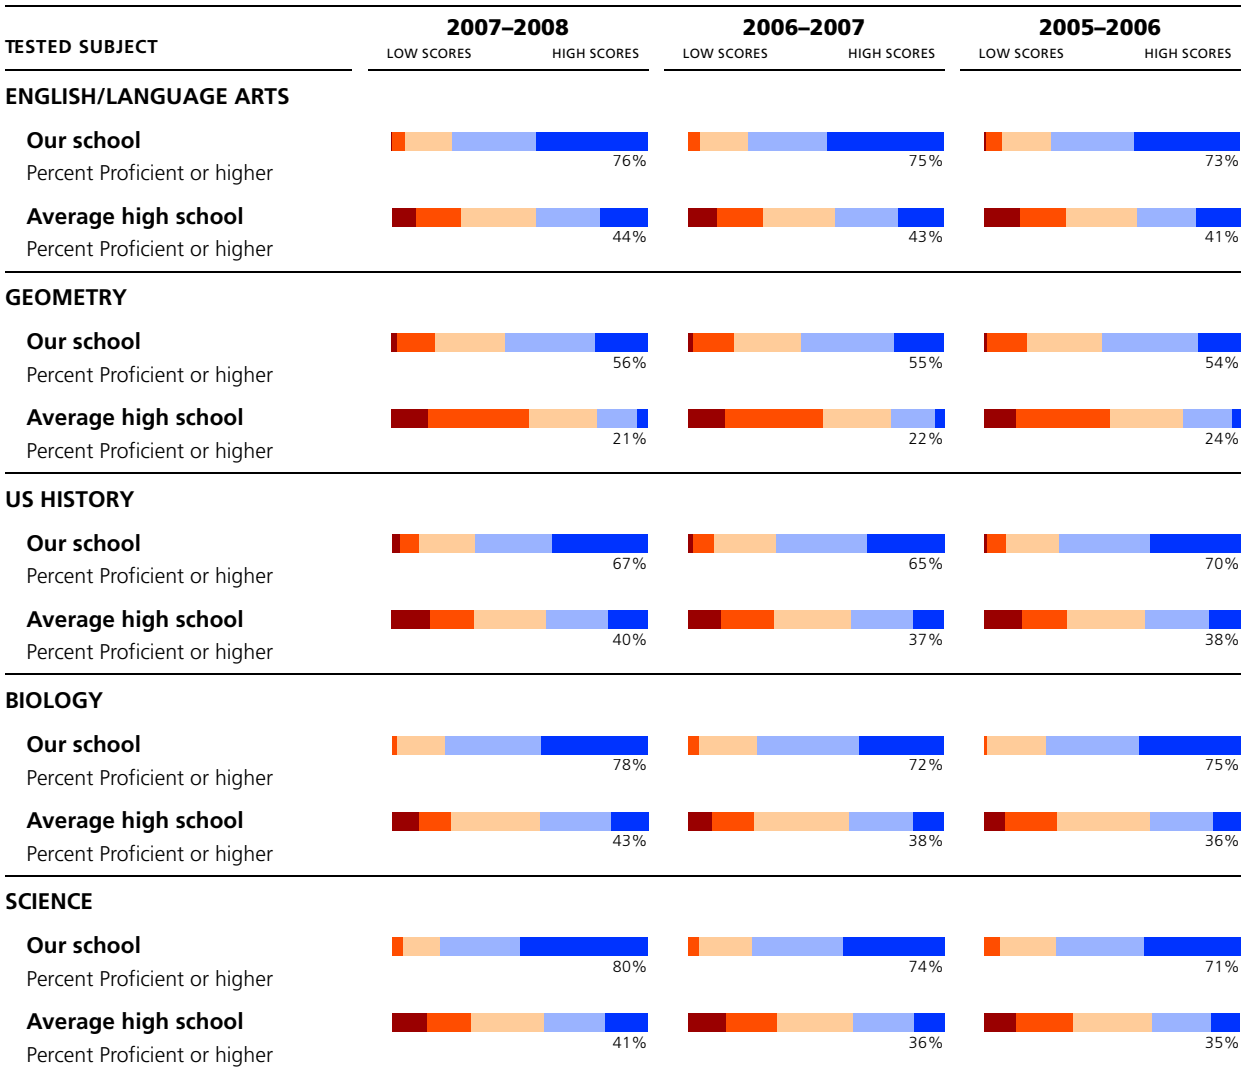 2007–2008 2006–2007 2005–2006
TESTED SUBJECT LOW SCORES HIGH SCORES LOW SCORES HIGH SCORES LOW SCORES HIGH SCORES
ENGLISH/LANGUAGE ARTS
Our school
76% 75% 73%
Percent Proficient or higher
Average high school
44% 43% 41%
Percent Proficient or higher
GEOMETRY
Our school
56% 55% 54%
Percent Proficient or higher
Average high school
21% 22% 24%
Percent Proficient or higher
US HISTORY
Our school
67% 65% 70%
Percent Proficient or higher
Average high school
40% 37% 38%
Percent Proficient or higher
BIOLOGY
Our school
78% 72% 75%
Percent Proficient or higher
Average high school
43% 38% 36%
Percent Proficient or higher
SCIENCE
Our school
80% 74% 71%
Percent Proficient or higher
Average high school
41% 36% 35%
Percent Proficient or higher